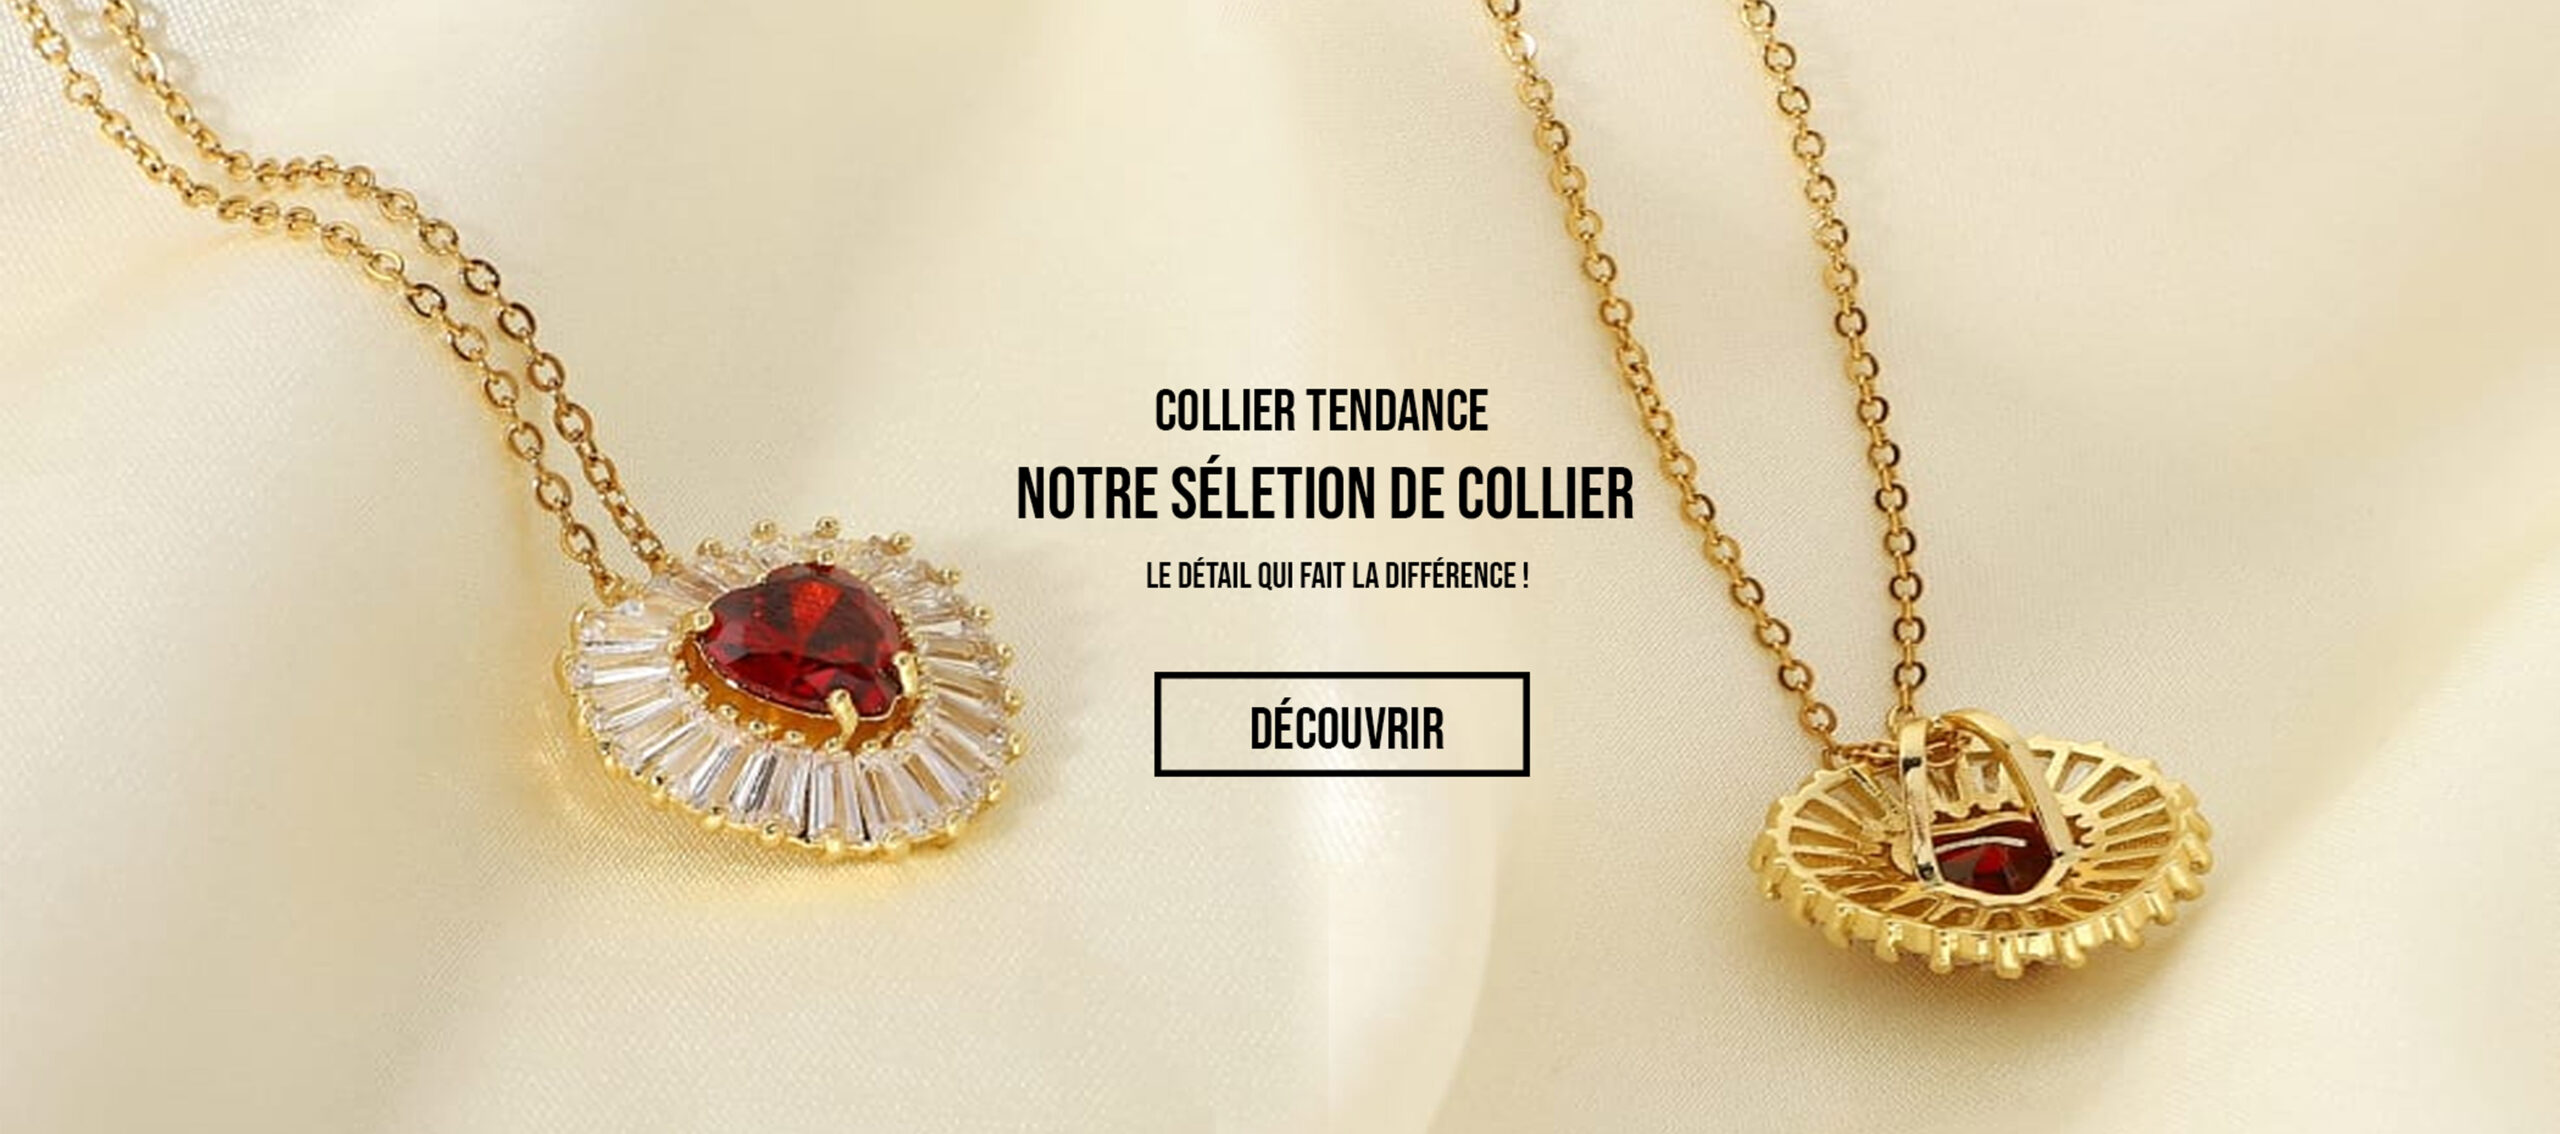 COLLIER TENDANCE
NOTRE SÉLETION DE COLLIER
LE DÉTAIL QUI FAIT LA DIFFÉRENCE !
DÉCOUVRIR